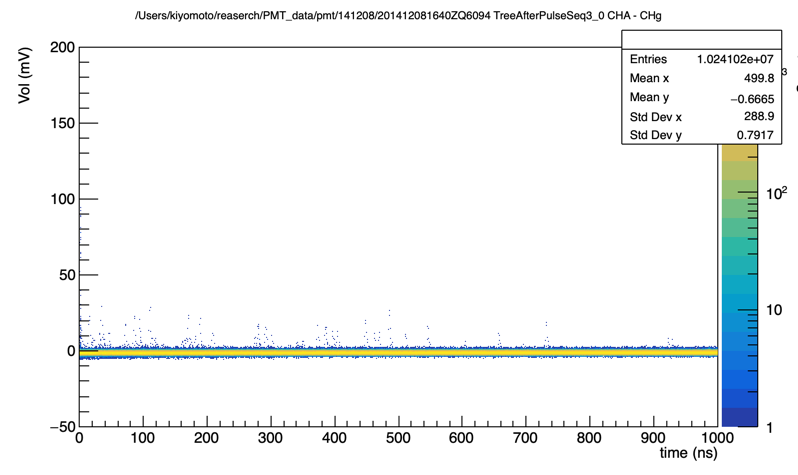 /Users/kiyomoto/reaserch/PMT_data/pmt/141208/201412081640ZQ6094 TreeAfterPulseSeq3_0 CHA - CHg
Entries 1.024102e+07
Mean x 499.8
Mean y −0.6665
Std Dev x 288.9
Std Dev y 0.7917
Vol (mV)
200
150
100
50
0
−50
0 100 200 300 400 500 600 700 800 900 1000
time (ns)
3
10²
10
1